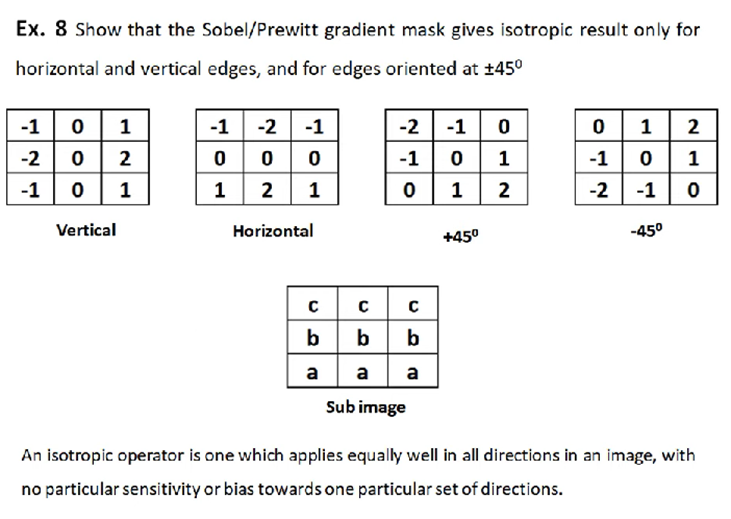 Ex. 8 Show that the Sobel/Prewitt gradient mask gives isotropic result only for
horizontal and vertical edges, and for edges oriented at ±45⁰
-1 0 1
-2 0 2
-1 0 1
Vertical
-1 -2 -1
0 0 0
1 2 1
Horizontal
-2 -1 0
-1 0 1
0 1 2
+45⁰
0 1 2
-1 0 1
-2 -1 0
-45⁰
c c c
b b b
a a a
Sub image
An isotropic operator is one which applies equally well in all directions in an image, with
no particular sensitivity or bias towards one particular set of directions.